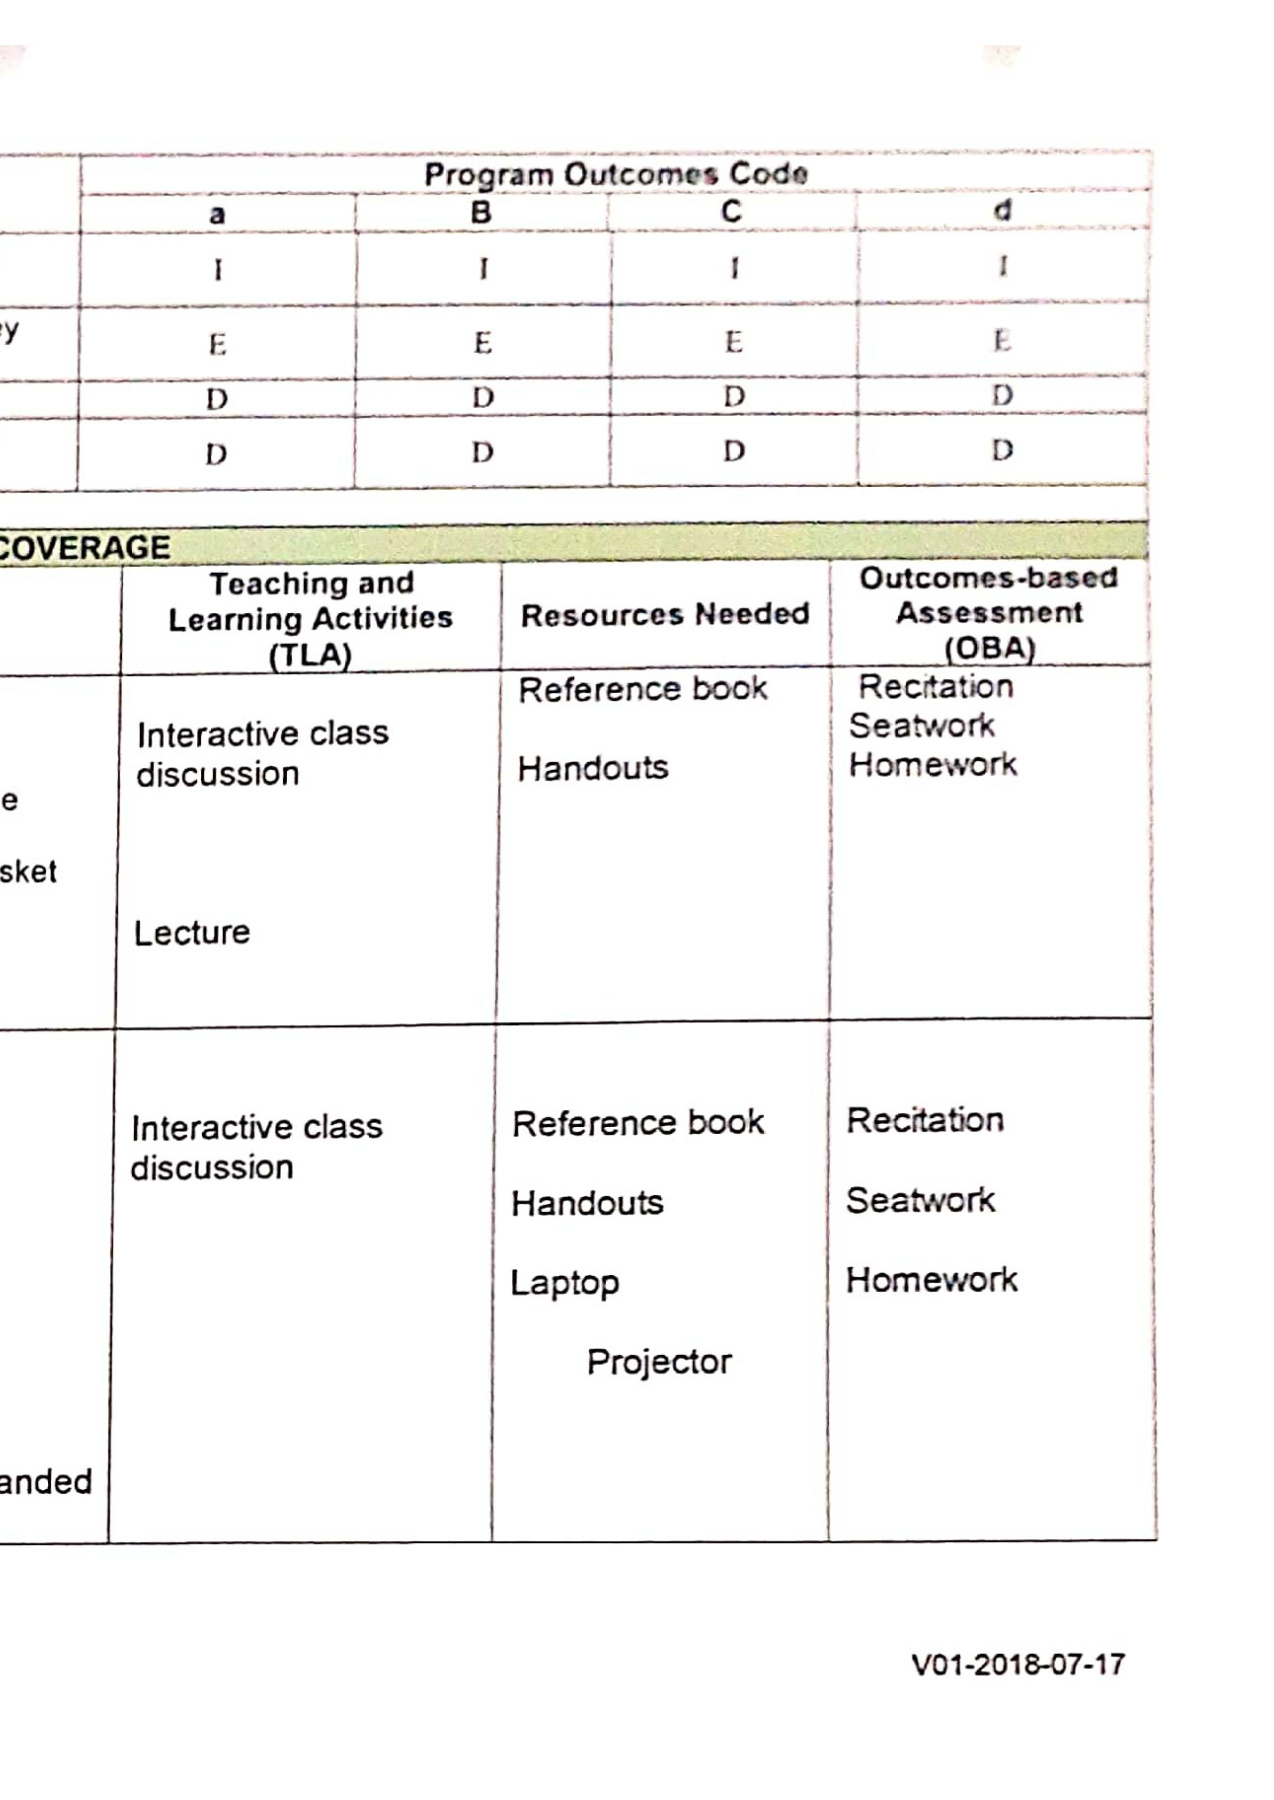 Program Outcomes Code
a B C d
I I I I
ey
E E E E
D D D D
D D D D
COVERAGE
Teaching and
Learning Activities
(TLA)
Resources Needed
Outcomes-based
Assessment
(OBA)
e
sket
Interactive class
discussion
Lecture
Reference book
Handouts
Recitation
Seatwork
Homework
anded
Interactive class
discussion
Reference book
Handouts
Laptop
Projector
Recitation
Seatwork
Homework
V01-2018-07-17